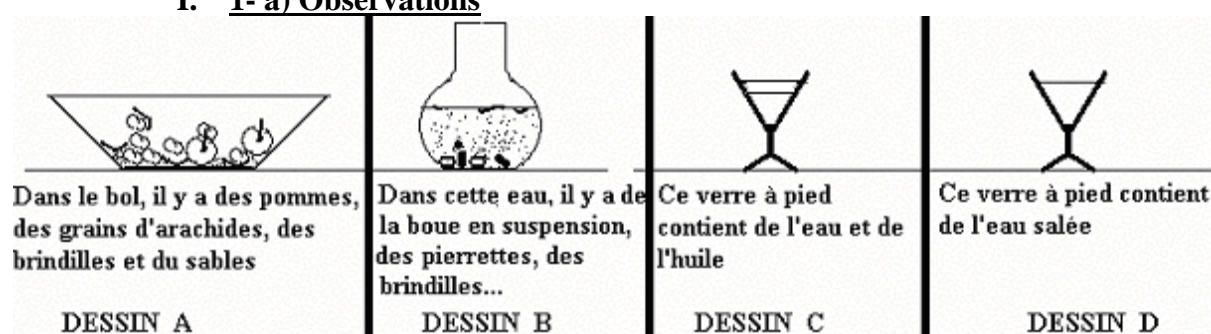 I. 1- a) Observations
Dans le bol, il y a des pommes,
des grains d'arachides, des
brindilles et du sables
DESSIN A
Dans cette eau, il y a de
la boue en suspension,
des pierrettes, des
brindilles...
DESSIN B
Ce verre à pied
contient de l'eau et de
l'huile
DESSIN C
Ce verre à pied contient
de l'eau salée
DESSIN D